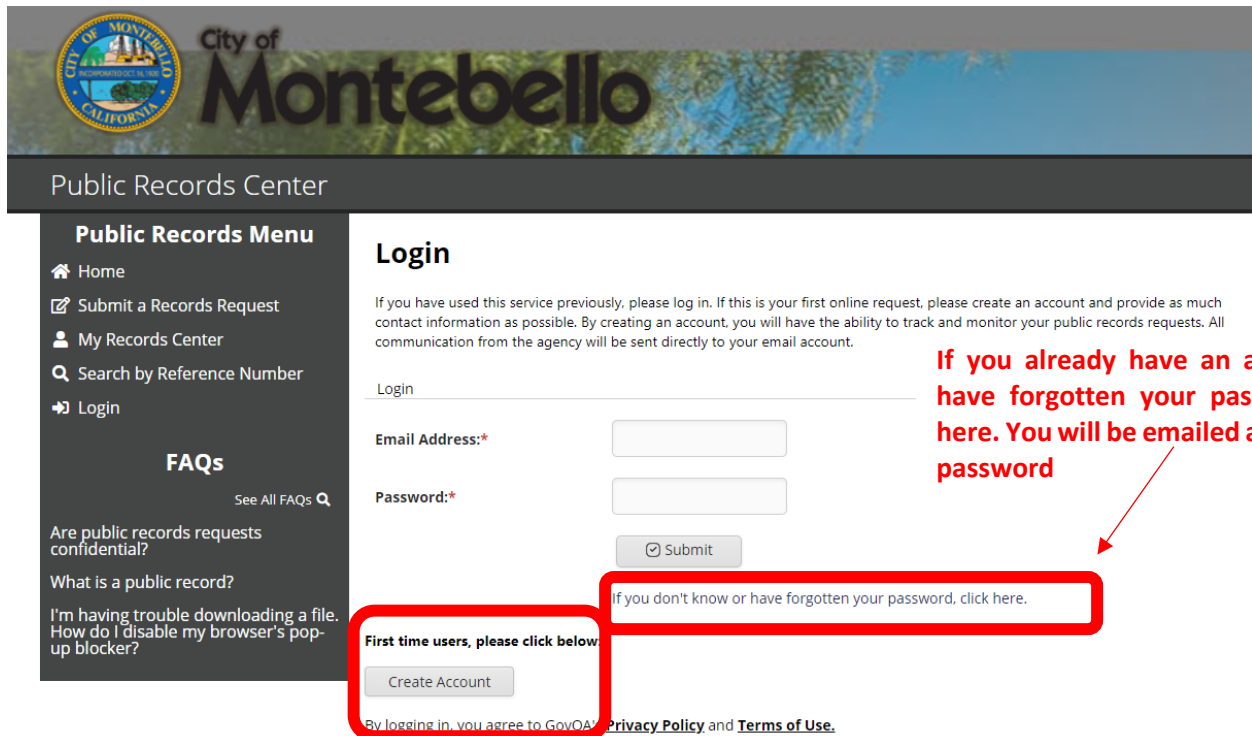 CITY OF MONTEBELLO
INCORPORATED OCT. 16, 1920
CALIFORNIA
City of
Montebello
Public Records Center
Public Records Menu
Home
Submit a Records Request
My Records Center
Search by Reference Number
Login
FAQs
See All FAQs
Are public records requests
confidential?
What is a public record?
I'm having trouble downloading a file.
How do I disable my browser's pop-
up blocker?
Login
If you have used this service previously, please log in. If this is your first online request, please create an account and provide as much
contact information as possible. By creating an account, you will have the ability to track and monitor your public records requests. All
communication from the agency will be sent directly to your email account.
If you already have an a
have forgotten your pas
here. You will be emailed a
password
Login
Email Address:*
Password:*
Submit
If you don't know or have forgotten your password, click here.
First time users, please click below:
Create Account
By logging in, you agree to GovQA's Privacy Policy and Terms of Use.